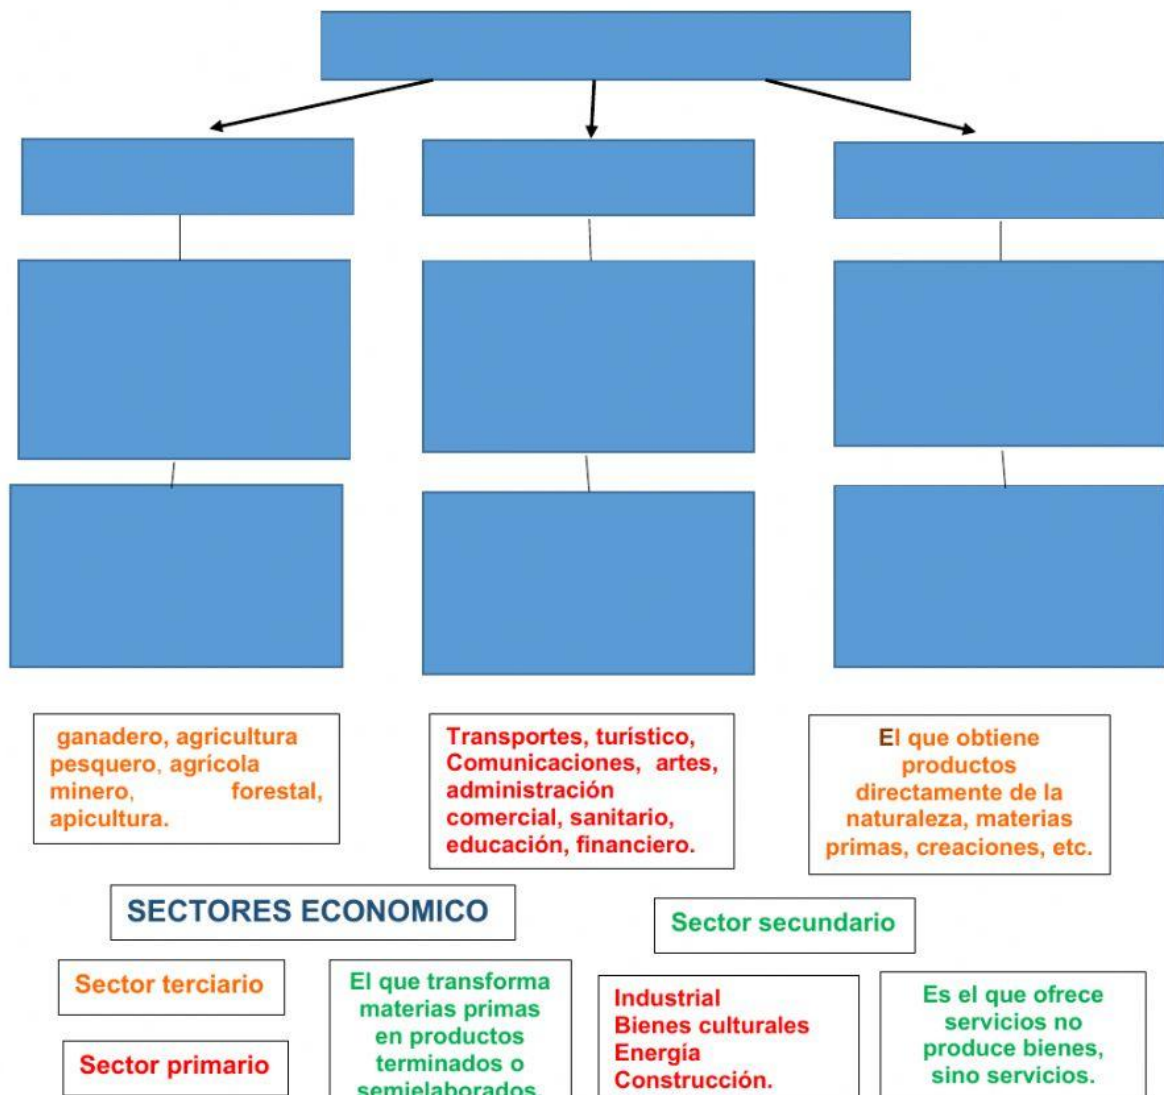 ganadero, agricultura
pesquero, agrícola
minero, forestal,
apicultura.
Transportes, turístico,
Comunicaciones, artes,
administración
comercial, sanitario,
educación, financiero.
El que obtiene
productos
directamente de la
naturaleza, materias
primas, creaciones, etc.
SECTORES ECONOMICO
Sector secundario
Sector terciario
Sector primario
El que transforma
materias primas
en productos
terminados o
semielaborados.
Industrial
Bienes culturales
Energía
Construcción.
Es el que ofrece
servicios no
produce bienes,
sino servicios.